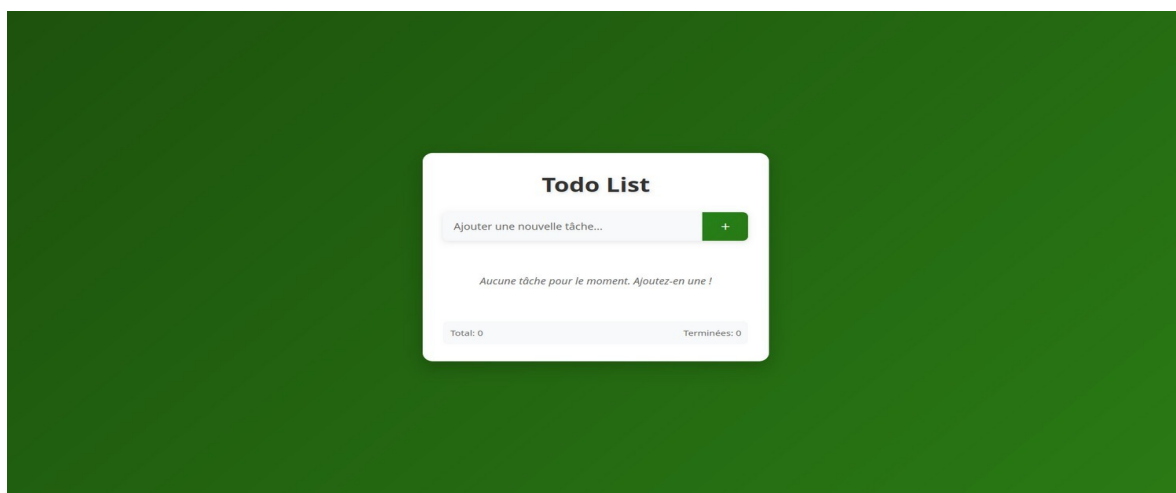 Todo List
Ajouter une nouvelle tâche...
+
Aucune tâche pour le moment. Ajoutez-en une !
Total: 0 Terminées: 0